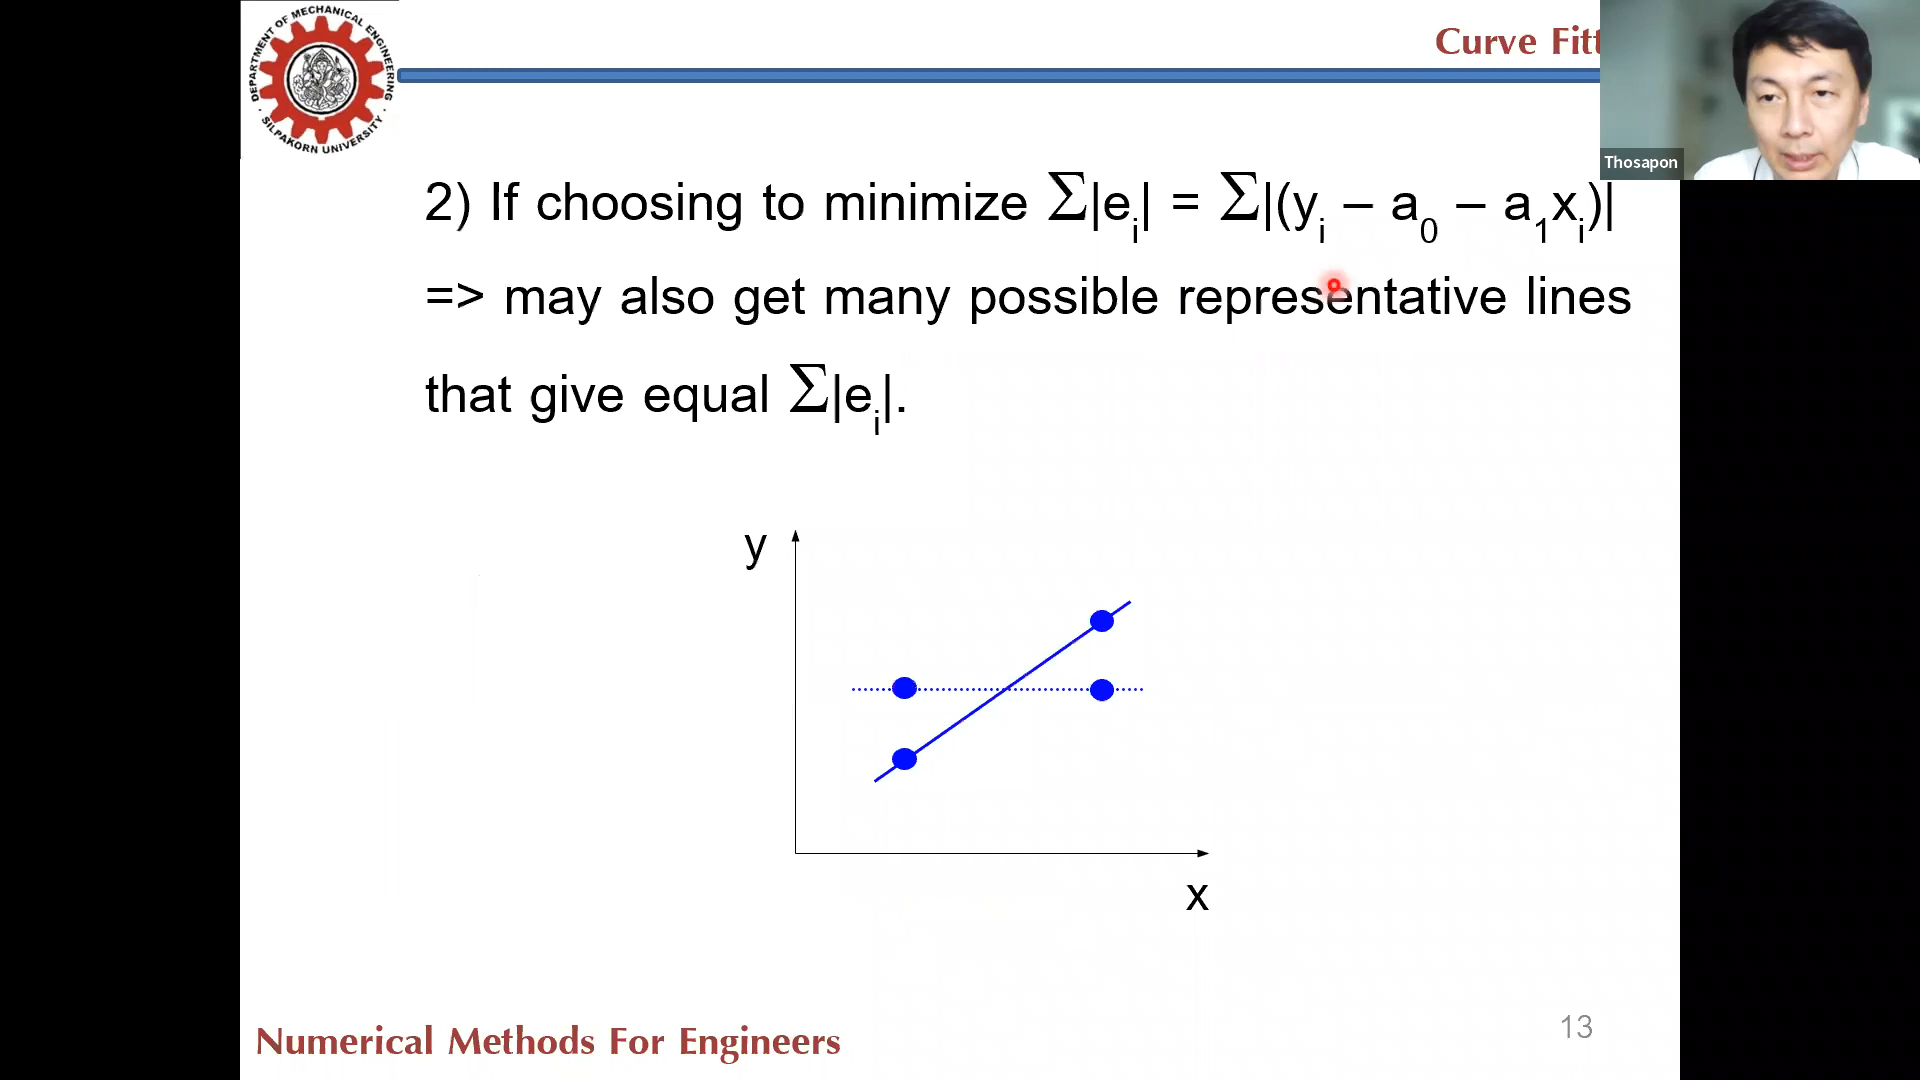 DEPARTMENT OF MECHANICAL ENGINEERING
· SILPAKORN UNIVERSITY ·
Curve Fitt
Thosapon
2) If choosing to minimize Σ|eᵢ| = Σ|(yᵢ – a₀ – a₁xᵢ)|
=> may also get many possible representative lines
that give equal Σ|eᵢ|.
y
x
Numerical Methods For Engineers
13